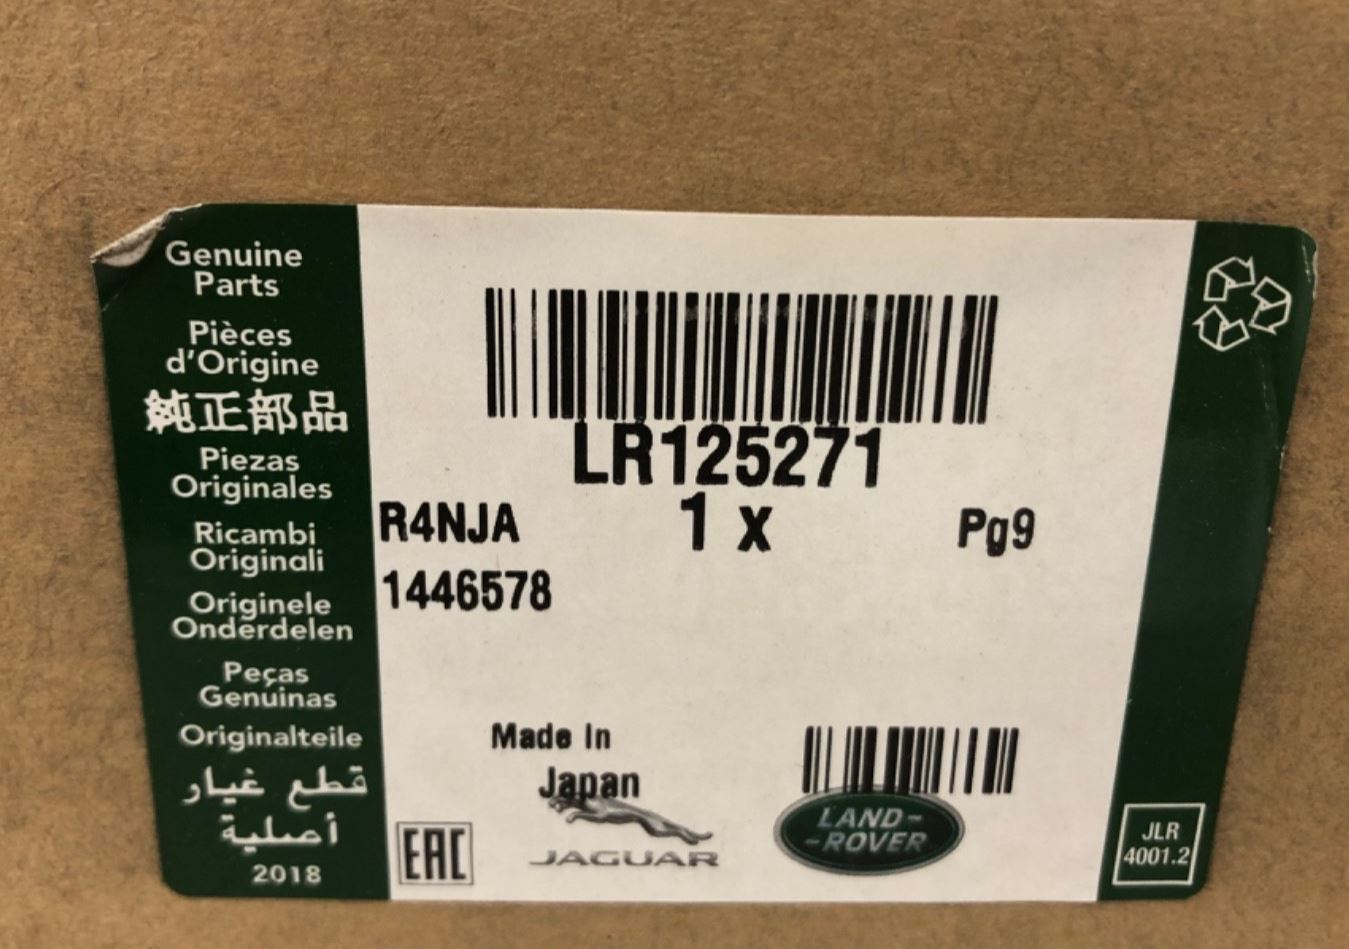 Genuine
Parts
Pièces
d'Origine
純正部品
Piezas
Originales
Ricambi
Originali
Originele
Onderdelen
Peças
Genuinas
Originalteile
قطع غيار
أصلية
2018
LR125271
R4NJA
1 x
Pg9
1446578
Made In
Japan
EAC
JAGUAR
LAND-
-ROVER
JLR
4001.2